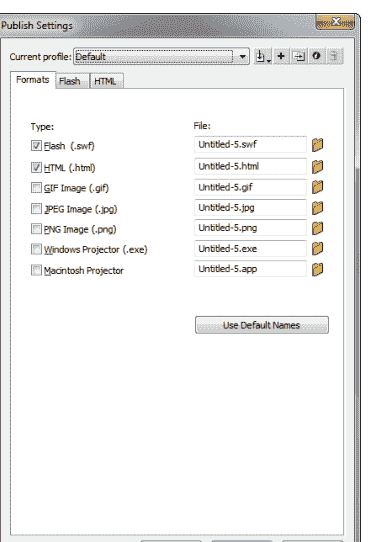 Publish Settings
Current profile: Default
Formats Flash HTML
Type: File:
Flash (.swf) Untitled-5.swf
HTML (.html) Untitled-5.html
GIF Image (.gif) Untitled-5.gif
JPEG Image (.jpg) Untitled-5.jpg
PNG Image (.png) Untitled-5.png
Windows Projector (.exe) Untitled-5.exe
Macintosh Projector Untitled-5.app
Use Default Names